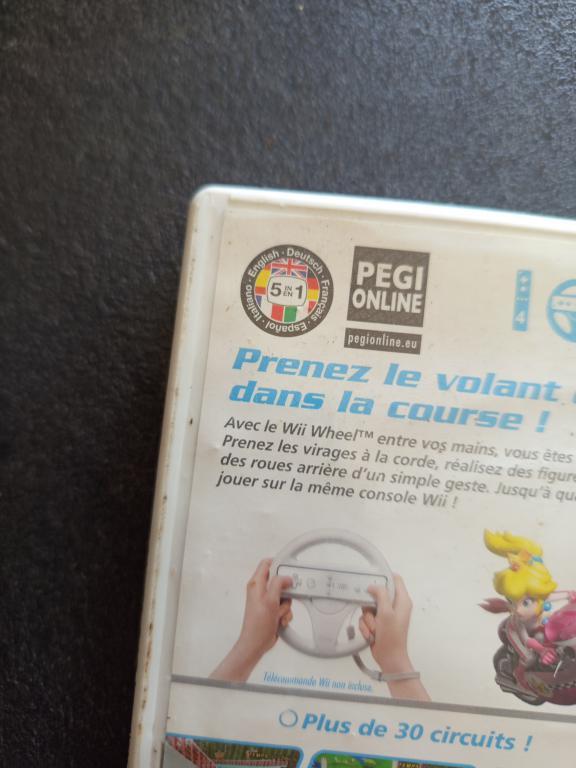 English · Deutsch · Français · Español · Italiano
5 IN EN 1
PEGI
ONLINE
pegionline.eu
4
Prenez le volant
dans la course !
Avec le Wii Wheel™ entre vos mains, vous êtes
Prenez les virages à la corde, réalisez des figure
des roues arrière d'un simple geste. Jusqu'à qua
jouer sur la même console Wii !
Télécommande Wii non incluse.
Plus de 30 circuits !